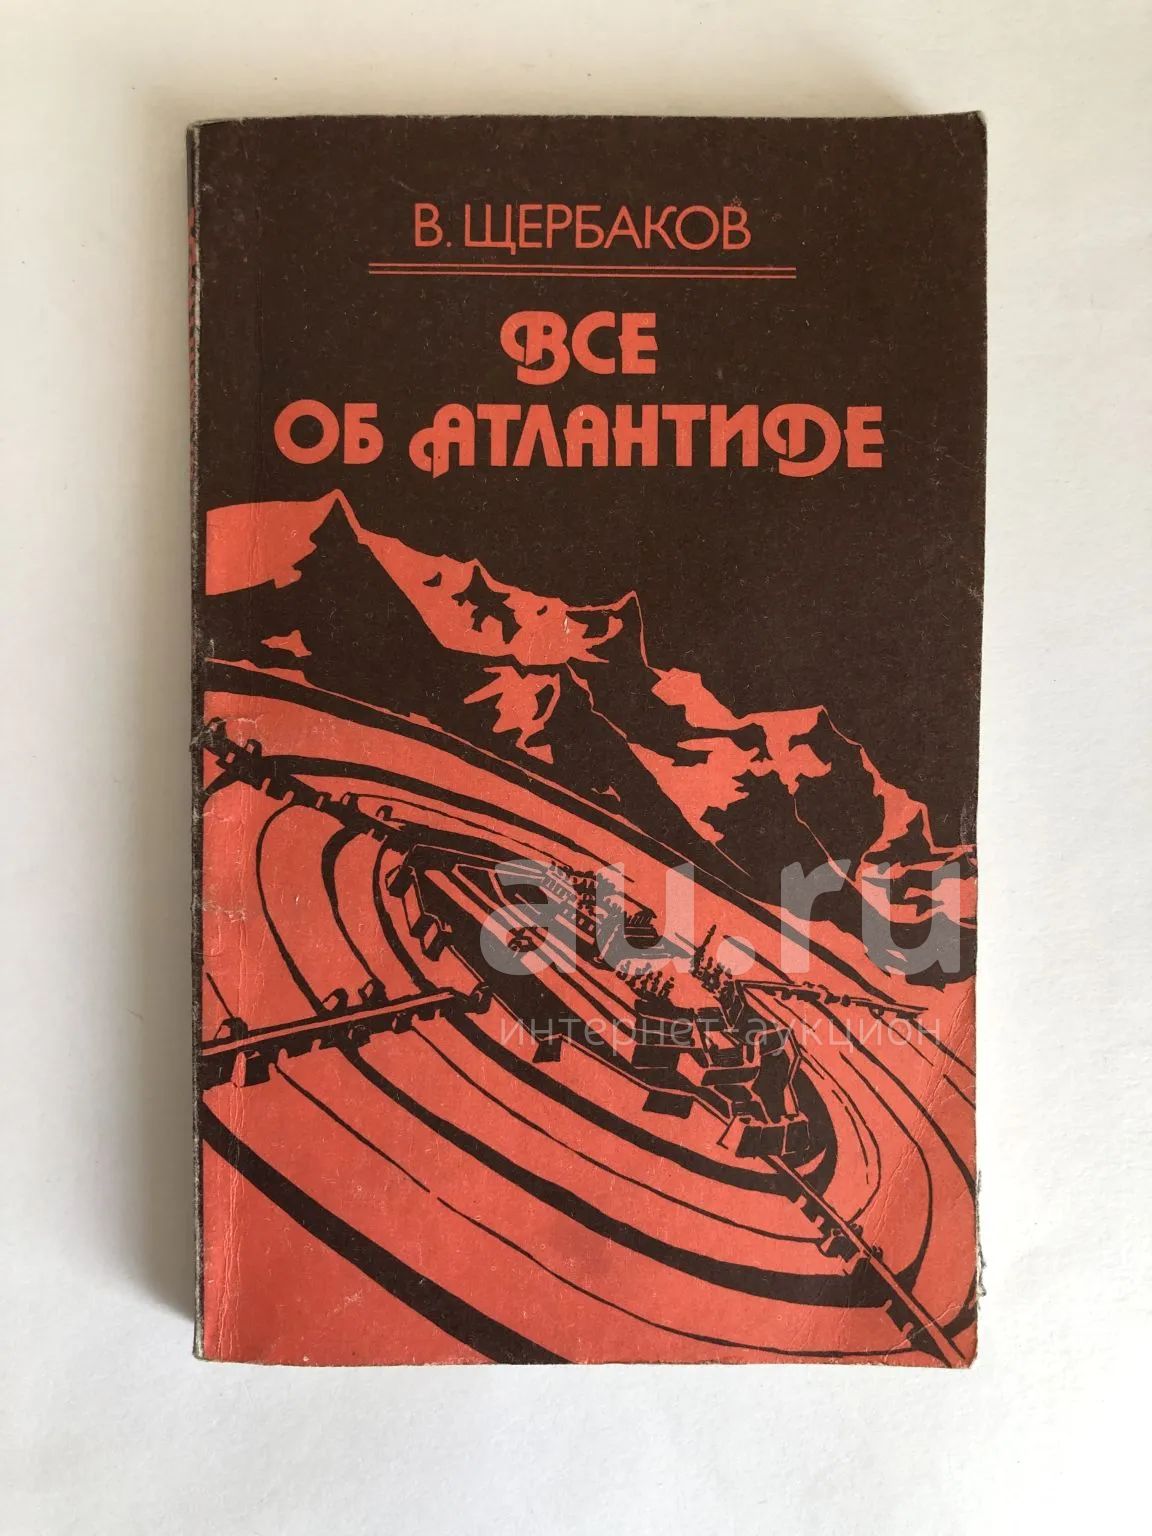 В. ЩЕРБАКОВ
ВСЕ
ОБ АТЛАНТИДЕ
au.ru
интернет-аукцион